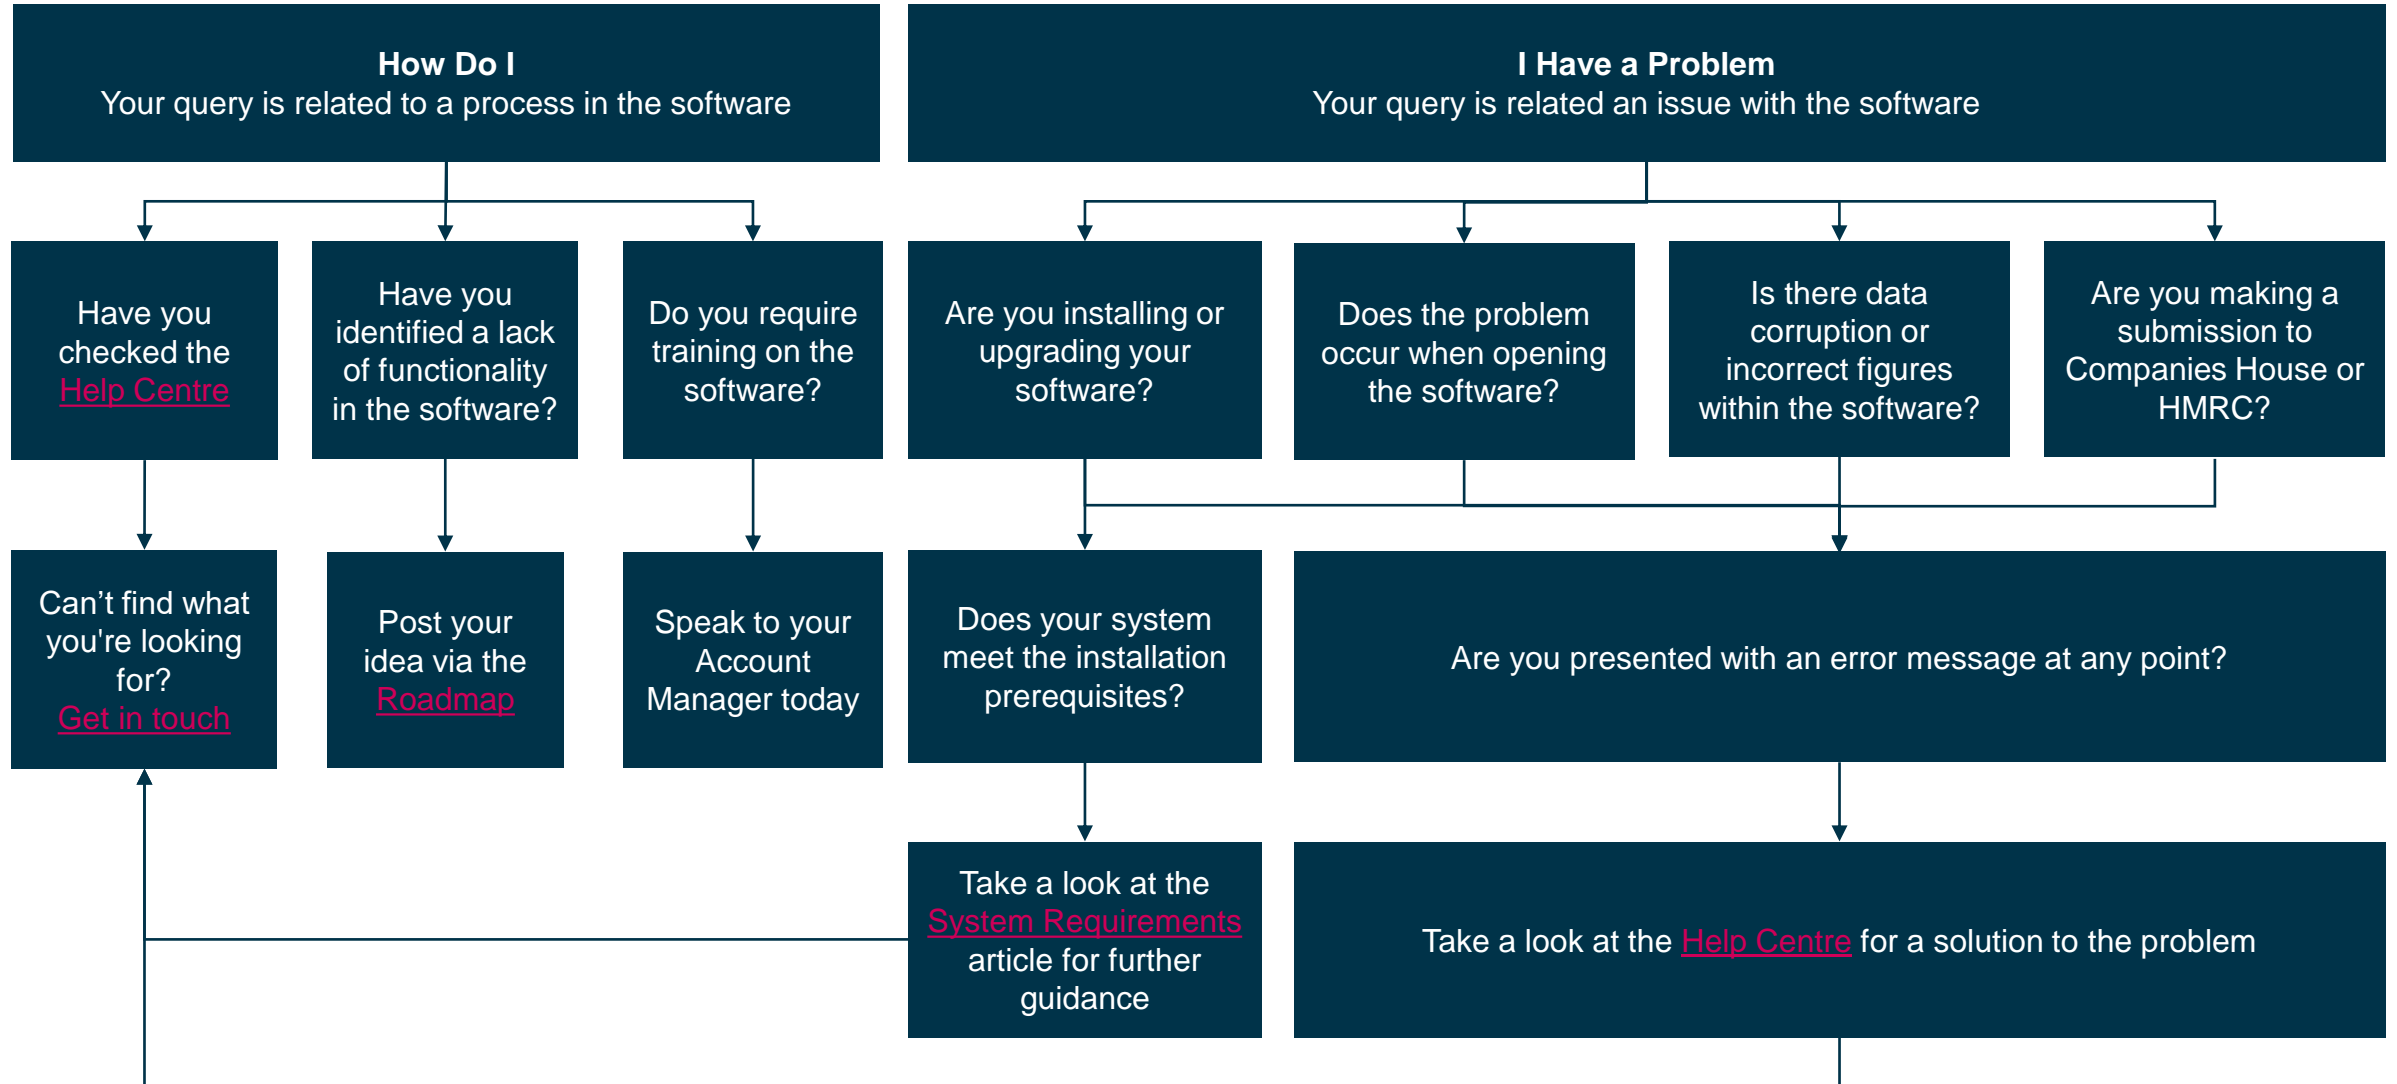 How Do I
Your query is related to a process in the software
I Have a Problem
Your query is related an issue with the software
Have you
checked the
Help Centre
Have you
identified a lack
of functionality
in the software?
Do you require
training on the
software?
Are you installing or
upgrading your
software?
Does the problem
occur when opening
the software?
Is there data
corruption or
incorrect figures
within the software?
Are you making a
submission to
Companies House or
HMRC?
Can’t find what
you're looking
for?
Get in touch
Post your
idea via the
Roadmap
Speak to your
Account
Manager today
Does your system
meet the installation
prerequisites?
Are you presented with an error message at any point?
Take a look at the
System Requirements
article for further
guidance
Take a look at the Help Centre for a solution to the problem